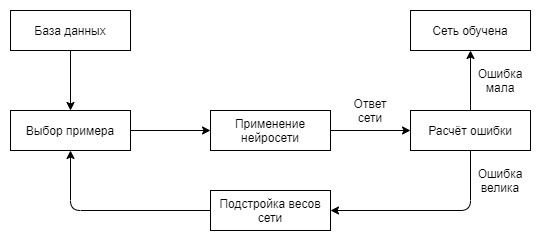 База данных
Сеть обучена
Ошибка
мала
Выбор примера
Применение
нейросети
Ответ
сети
Расчёт ошибки
Ошибка
велика
Подстройка весов
сети